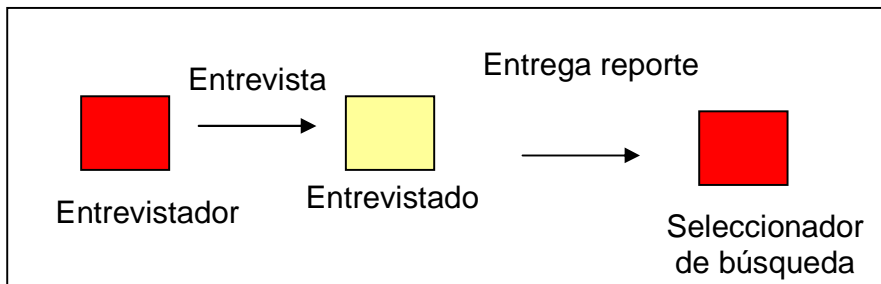 Entrevista
Entrega reporte
Entrevistador
Entrevistado
Seleccionador
de búsqueda